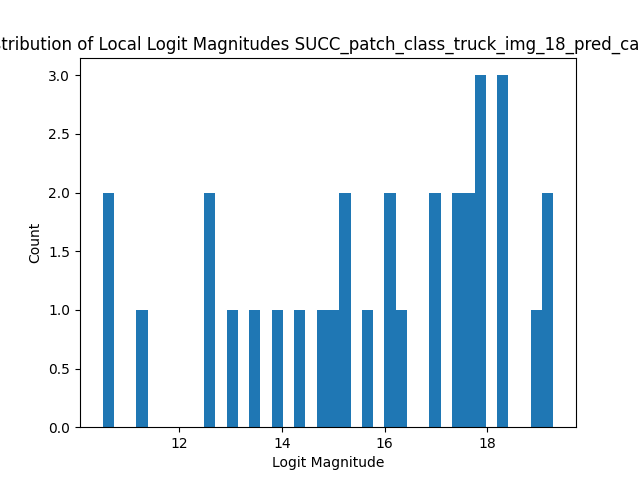 tribution of Local Logit Magnitudes SUCC_patch_class_truck_img_18_pred_ca
3.0
2.5
2.0
1.5
1.0
0.5
0.0
Count
12 14 16 18
Logit Magnitude